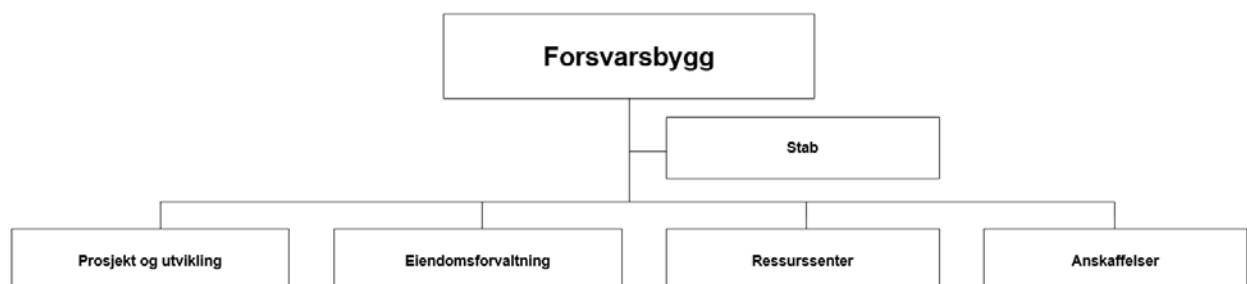 Forsvarsbygg
Stab
Prosjekt og utvikling
Eiendomsforvaltning
Ressurssenter
Anskaffelser